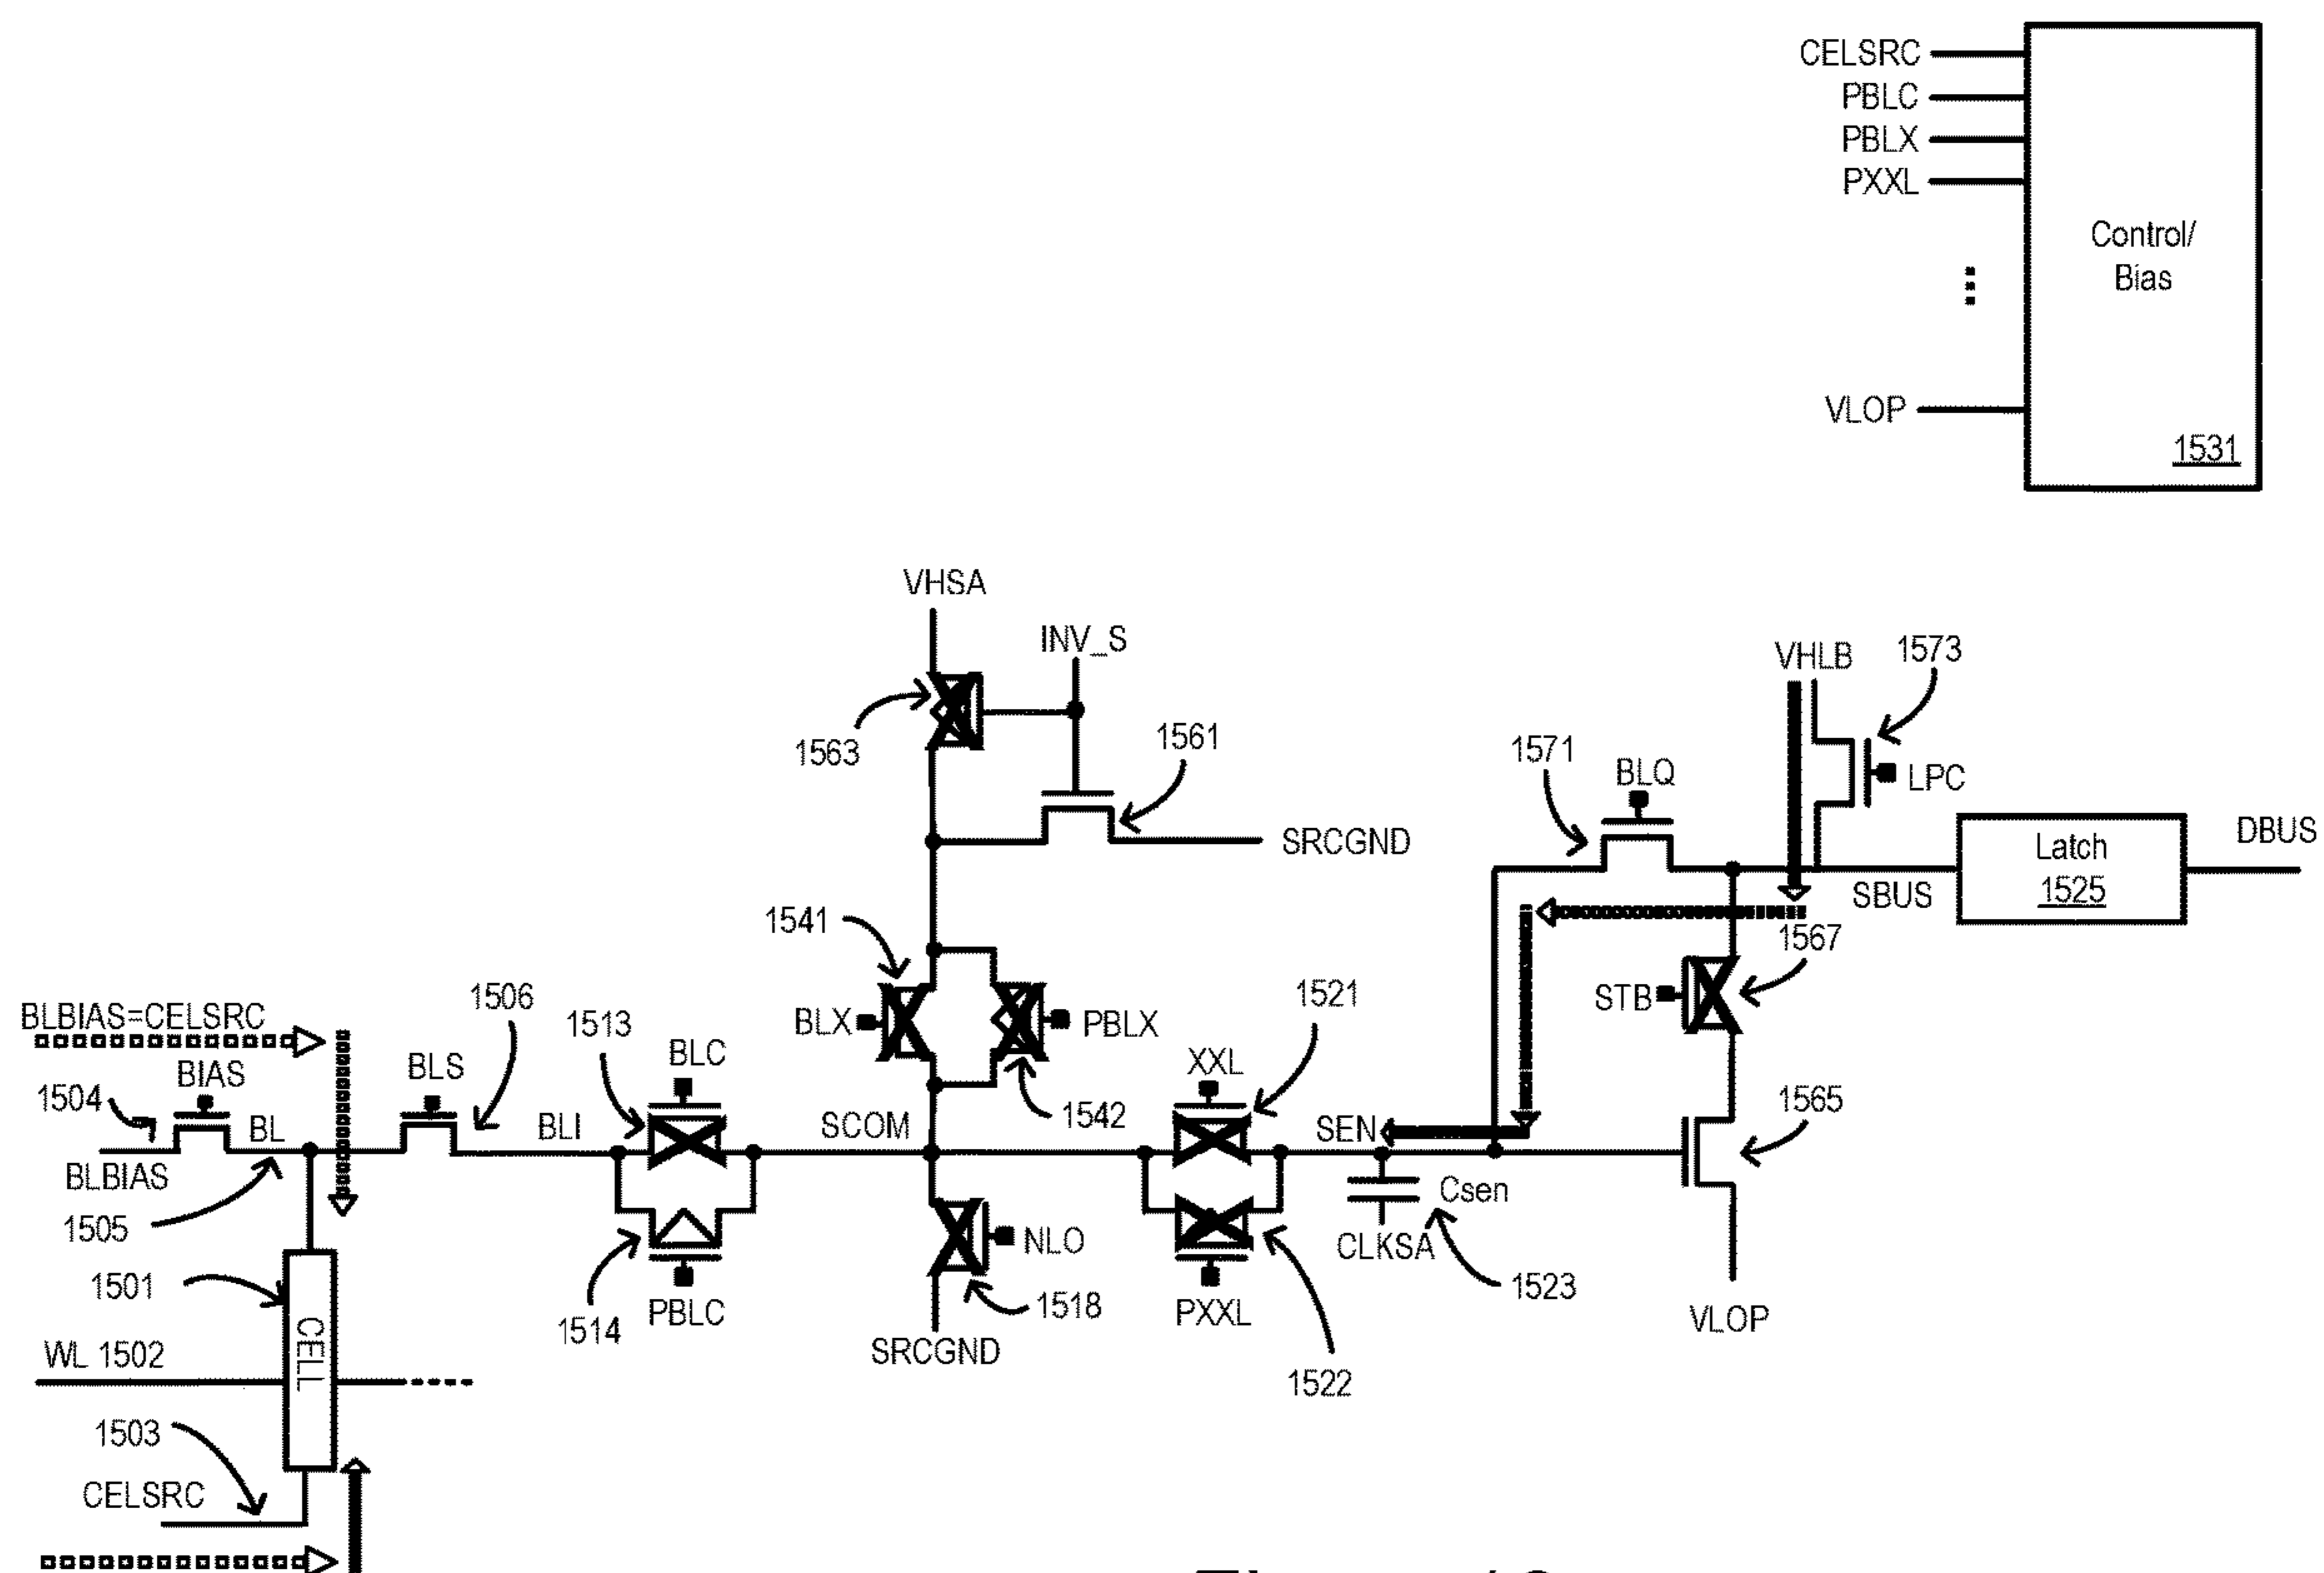 CELSRC
PBLC
PBLX
PXXL
Control/
Bias
VLOP
1531
VHSA
INV_S
1563
1561
SRCGND
VHLB
1573
1571
BLQ
LPC
Latch
1525
DBUS
SBUS
1541
BLX
PBLX
1542
1567
STB
BLBIAS=CELSRC
1506
1513
BLC
1521
XXL
BIAS
1504
BLS
BL
BLI
SCOM
SEN
1565
BLBIAS
1505
Csen
CLKSA
1523
NLO
1518
SRCGND
1501
CELL
1514
PBLC
PXXL
1522
VLOP
WL 1502
1503
CELSRC